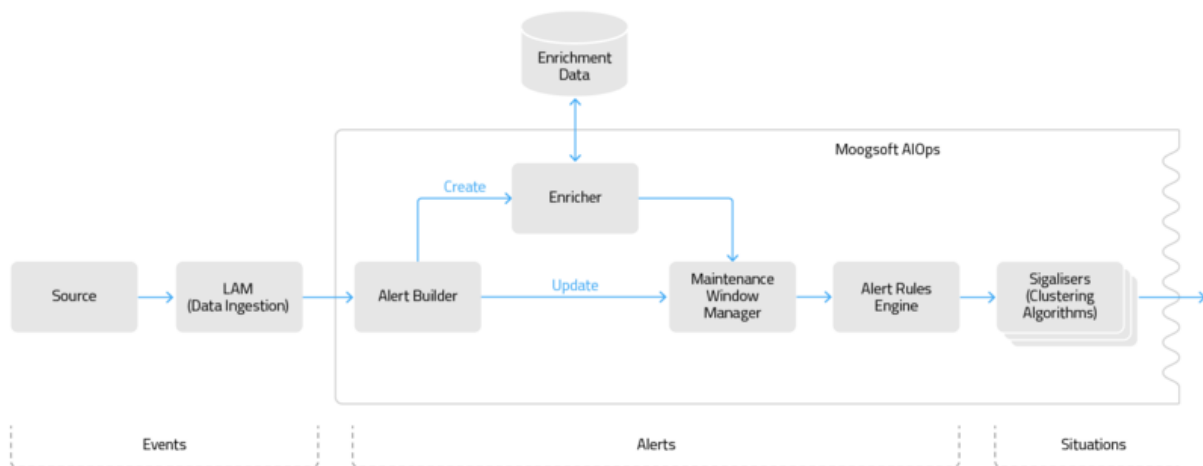 Enrichment
Data
Moogsoft AIOps
Create
Enricher
Source
LAM
(Data Ingestion)
Alert Builder
Update
Maintenance
Window
Manager
Alert Rules
Engine
Sigalisers
(Clustering
Algorithms)
Events
Alerts
Situations